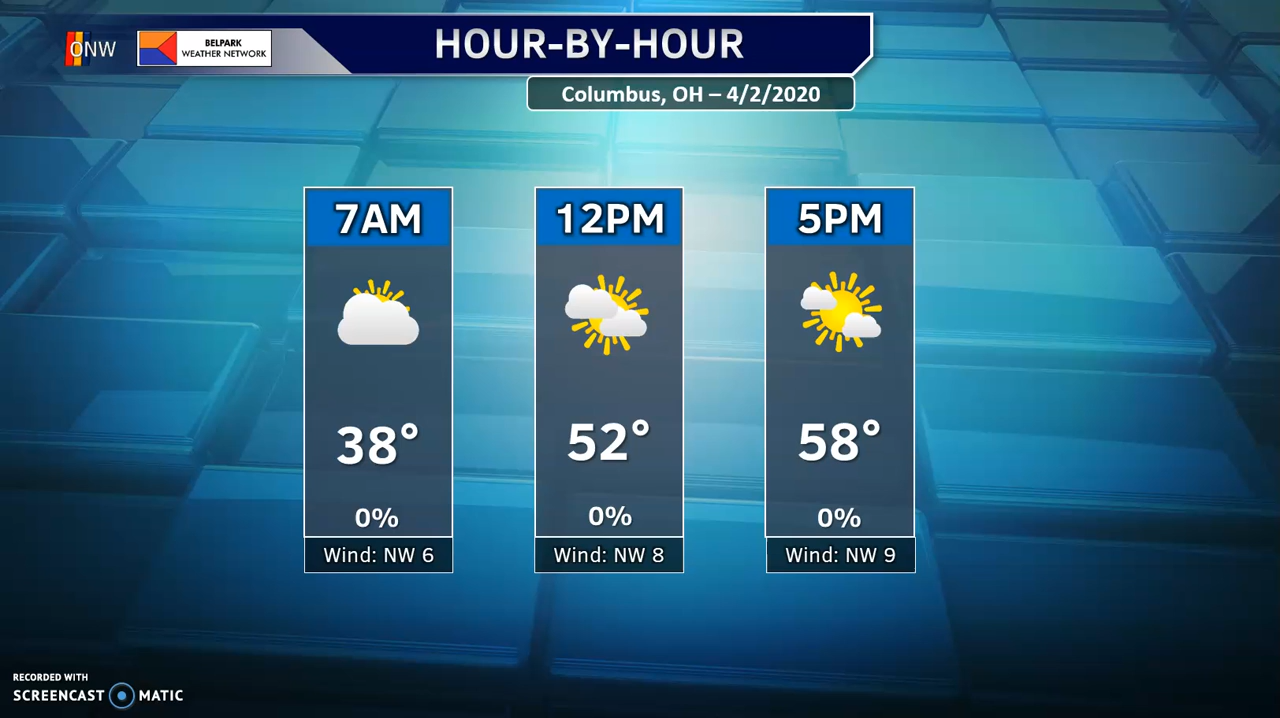 ONW
BELPARK
WEATHER NETWORK
HOUR-BY-HOUR
Columbus, OH – 4/2/2020
7AM
38°
0%
Wind: NW 6
12PM
52°
0%
Wind: NW 8
5PM
58°
0%
Wind: NW 9
RECORDED WITH
SCREENCAST MATIC